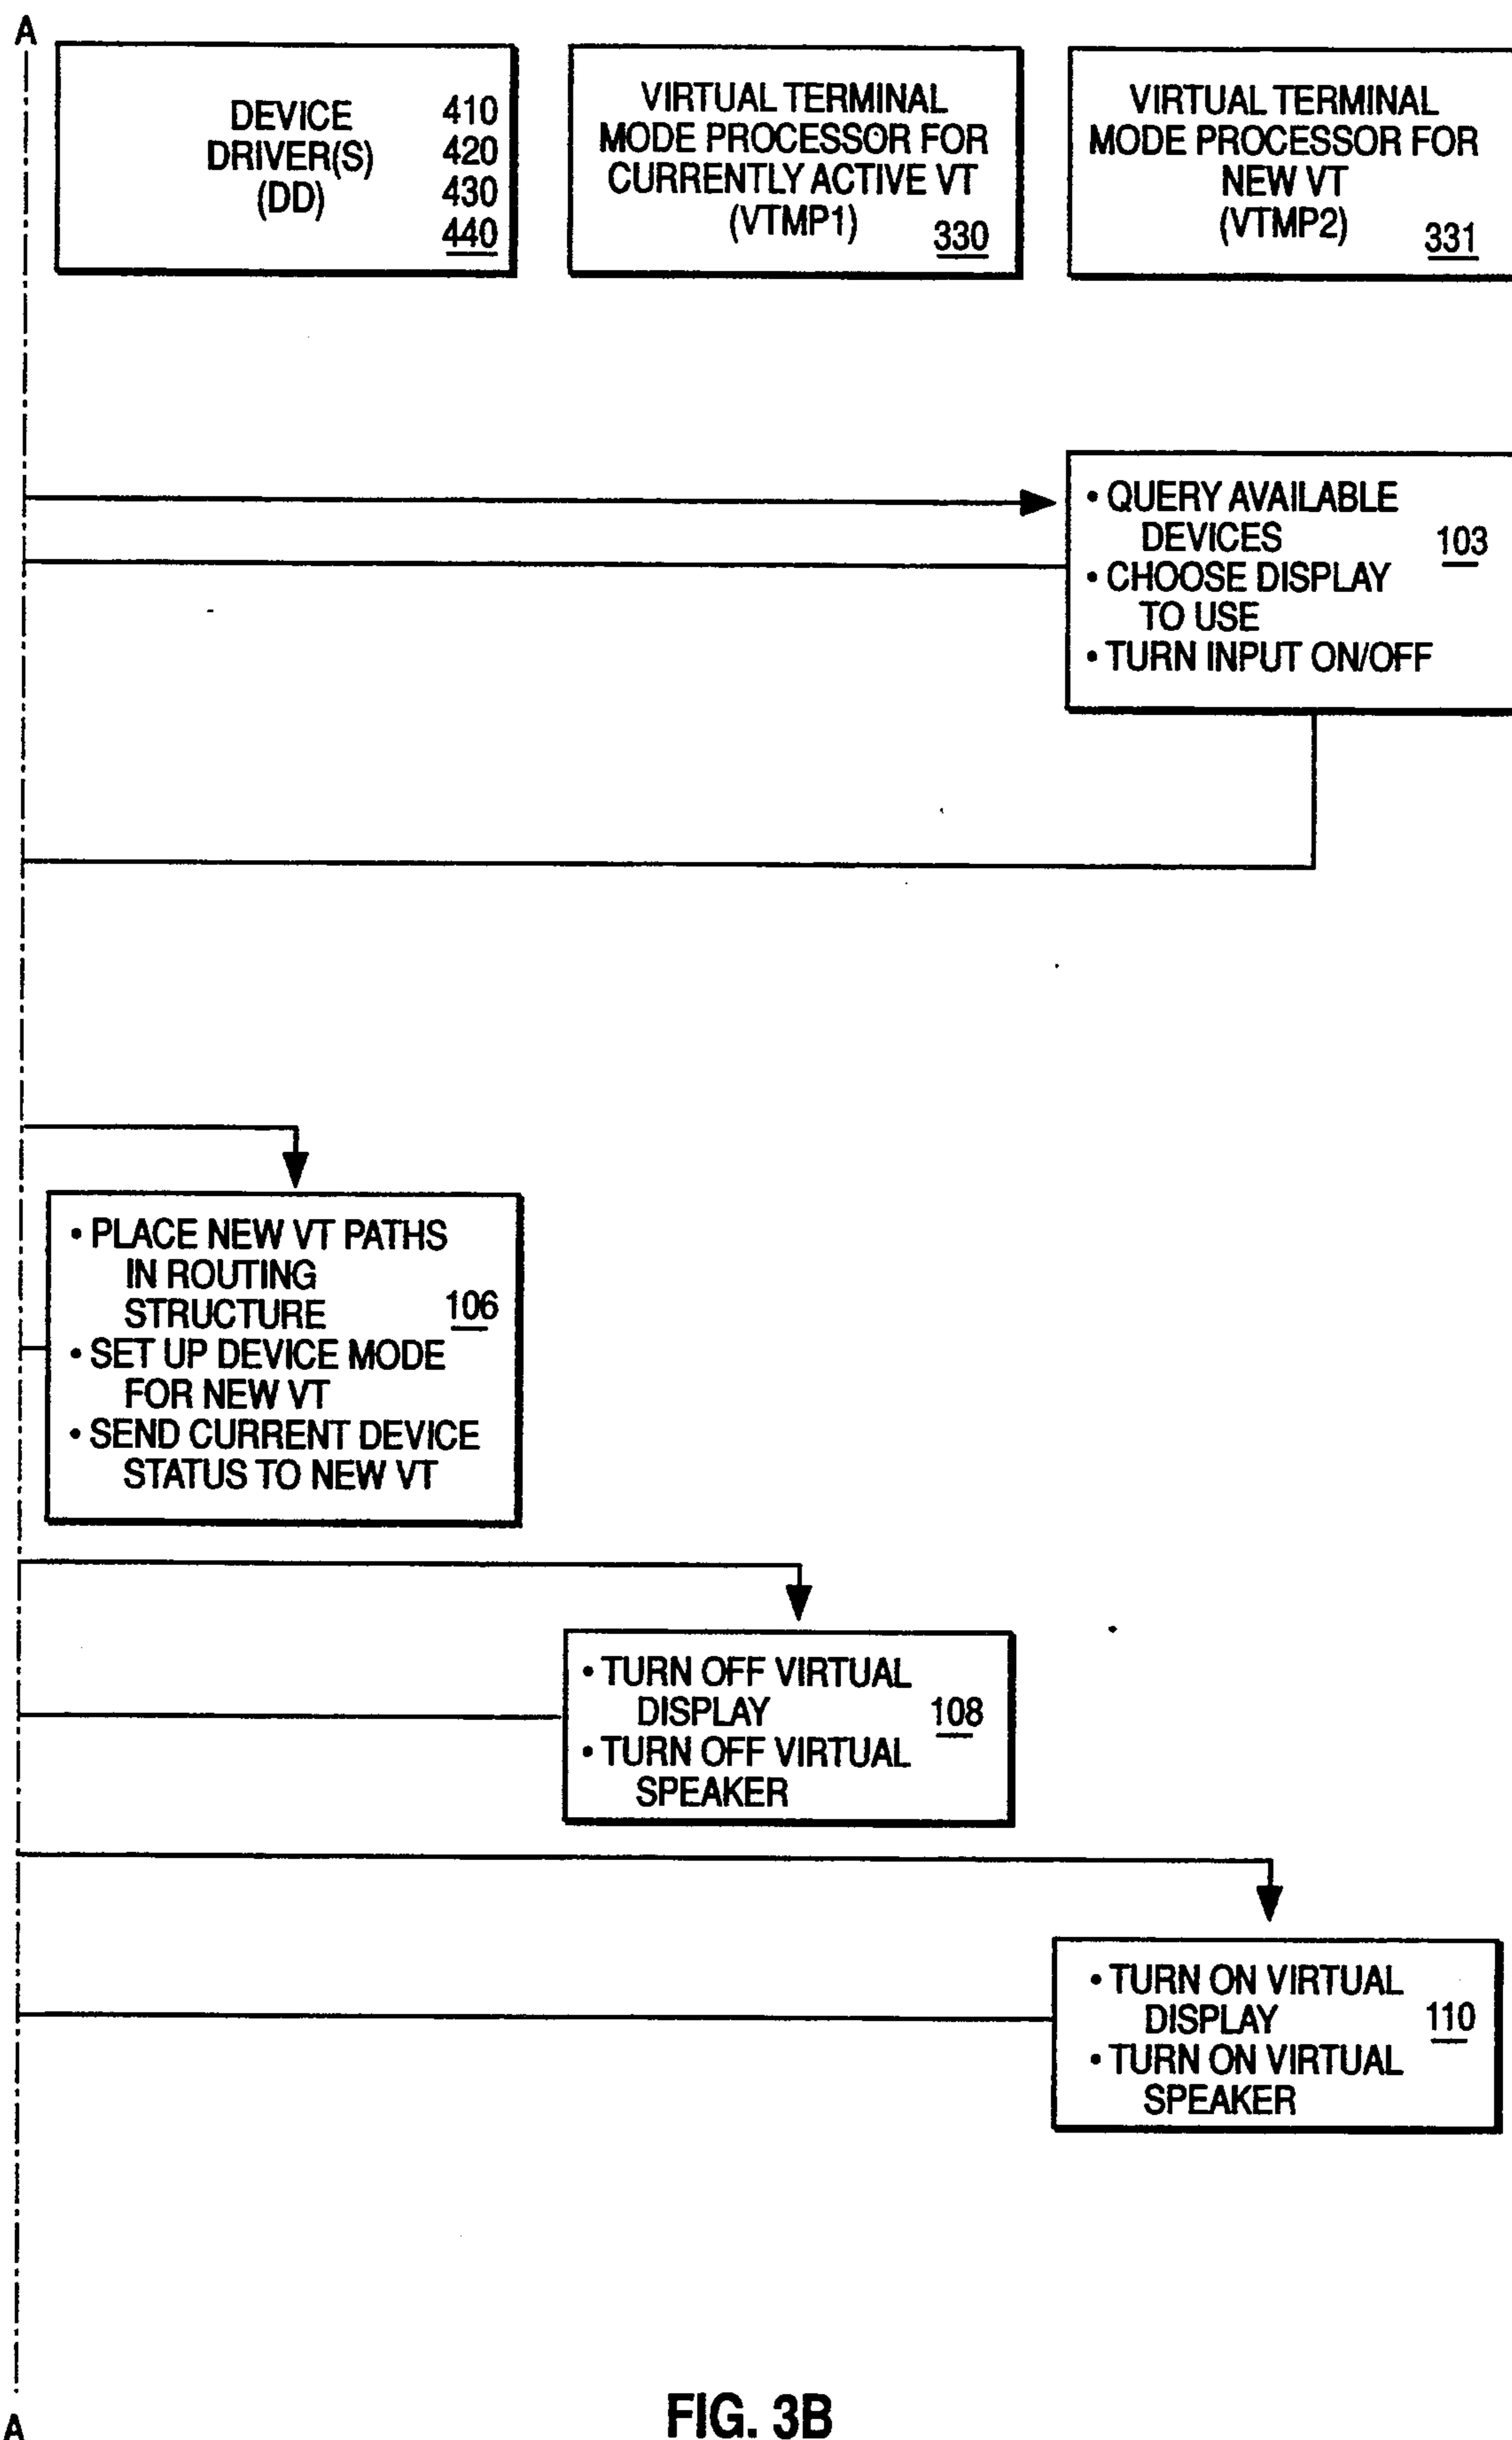 A
DEVICE
DRIVER(S)
(DD)
410
420
430
440
VIRTUAL TERMINAL
MODE PROCESSOR FOR
CURRENTLY ACTIVE VT
(VTMP1)
330
VIRTUAL TERMINAL
MODE PROCESSOR FOR
NEW VT
(VTMP2)
331
• QUERY AVAILABLE
DEVICES
• CHOOSE DISPLAY
TO USE
• TURN INPUT ON/OFF
103
• PLACE NEW VT PATHS
IN ROUTING
STRUCTURE
• SET UP DEVICE MODE
FOR NEW VT
• SEND CURRENT DEVICE
STATUS TO NEW VT
106
• TURN OFF VIRTUAL
DISPLAY
• TURN OFF VIRTUAL
SPEAKER
108
• TURN ON VIRTUAL
DISPLAY
• TURN ON VIRTUAL
SPEAKER
110
A
FIG. 3B